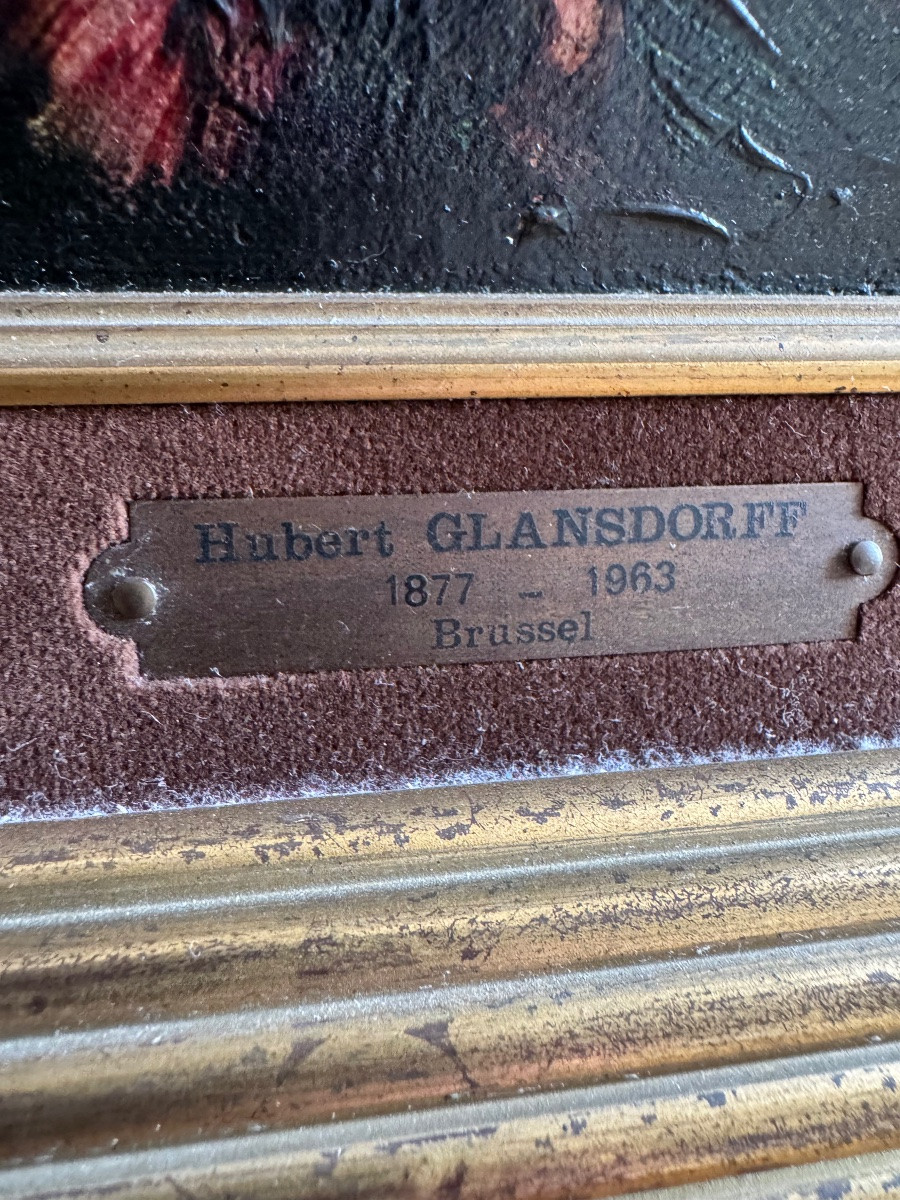 Hubert GLANSDORFF
1877 - 1963
Brussel